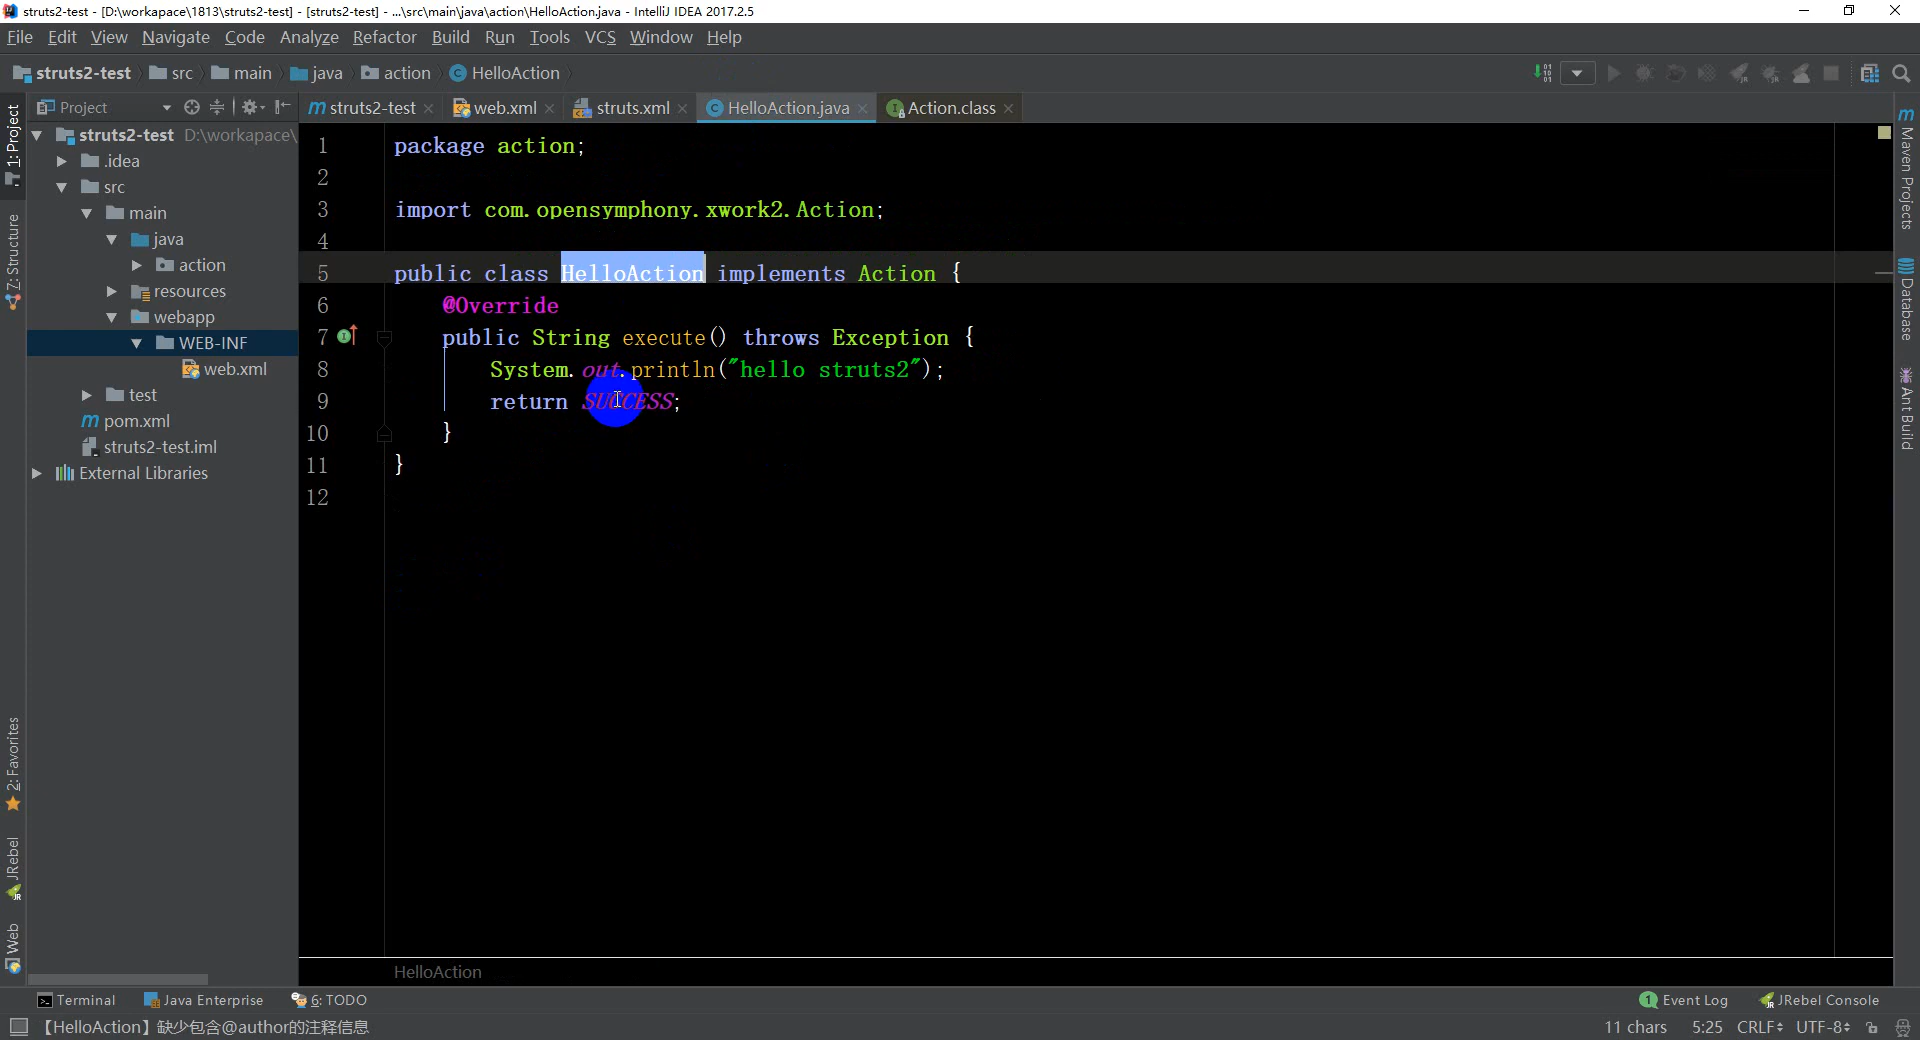 struts2-test - [D:\workapace\1813\struts2-test] - [struts2-test] - ...\src\main\java\action\HelloAction.java - IntelliJ IDEA 2017.2.5
File Edit View Navigate Code Analyze Refactor Build Run Tools VCS Window Help
struts2-test src main java action HelloAction
Project struts2-test web.xml struts.xml HelloAction.java Action.class
1: Project
7: Structure
2: Favorites
JRebel
Web
struts2-test D:\workapace\
.idea
src
main
java
action
resources
webapp
WEB-INF
web.xml
test
pom.xml
struts2-test.iml
External Libraries
1 package action;
2
3 import com.opensymphony.xwork2.Action;
4
5 public class HelloAction implements Action {
6 @Override
7 public String execute() throws Exception {
8 System.out.println("hello struts2");
9 return SUCCESS;
10 }
11 }
12
HelloAction
Maven Projects
Database
Ant Build
Terminal Java Enterprise 6: TODO 1 Event Log JRebel Console
【HelloAction】缺少包含@author的注释信息 11 chars 5:25 CRLF UTF-8